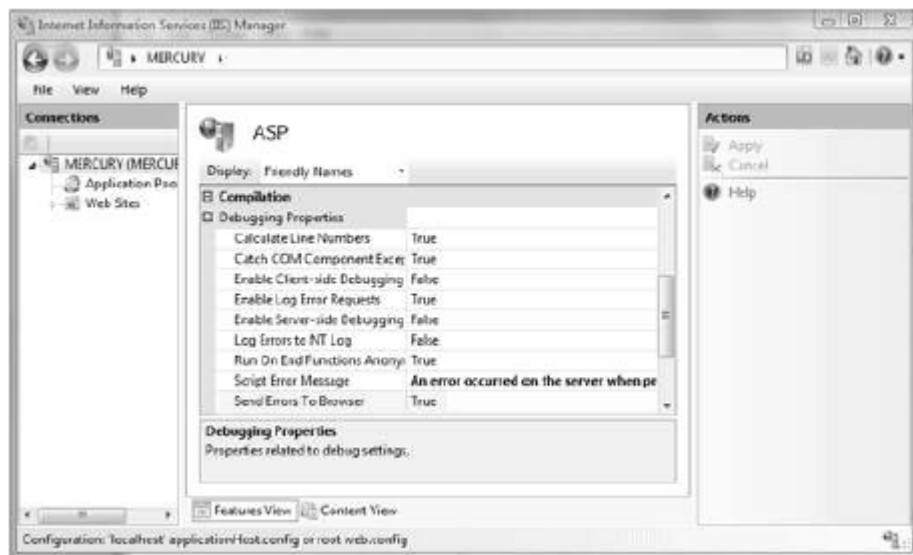 Internet Information Services (IIS) Manager
MERCURY
File View Help
Connections
MERCURY (MERCUR
Application Poo
Web Sites
ASP
Display: Friendly Names
Compilation
Debugging Properties
Calculate Line Numbers True
Catch COM Component Excep True
Enable Client-side Debugging False
Enable Log Error Requests True
Enable Server-side Debugging False
Log Errors to NT Log False
Run On End Functions Anony True
Script Error Message An error occurred on the server when pe
Send Errors To Browser True
Debugging Properties
Properties related to debug settings.
Features View Content View
Actions
Apply
Cancel
Help
Configuration: 'localhost' applicationHost.config or root web.config